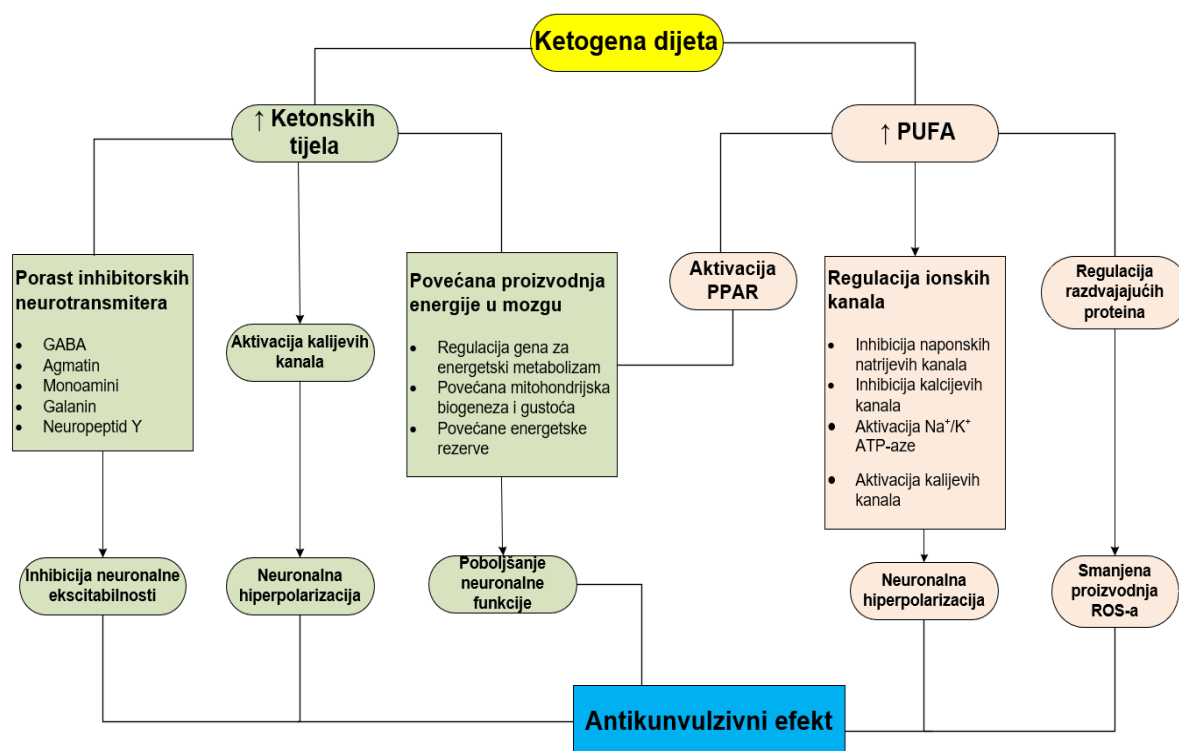 Ketogena dijeta
↑ Ketonskih
tijela
↑ PUFA
Porast inhibitorskih
neurotransmitera
• GABA
• Agmatin
• Monoamini
• Galanin
• Neuropeptid Y
Aktivacija kalijevih
kanala
Povećana proizvodnja
energije u mozgu
• Regulacija gena za
energetski metabolizam
• Povećana mitohondrijska
biogeneza i gustoća
• Povećane energetske
rezerve
Aktivacija
PPAR
Regulacija ionskih
kanala
• Inhibicija naponskih
natrijevih kanala
• Inhibicija kalcijevih
kanala
• Aktivacija Na⁺/K⁺
ATP-aze
• Aktivacija kalijevih
kanala
Regulacija
razdvajajućih
proteina
Inhibicija neuronalne
ekscitabilnosti
Neuronalna
hiperpolarizacija
Poboljšanje
neuronalne
funkcije
Neuronalna
hiperpolarizacija
Smanjena
proizvodnja
ROS-a
Antikunvulzivni efekt